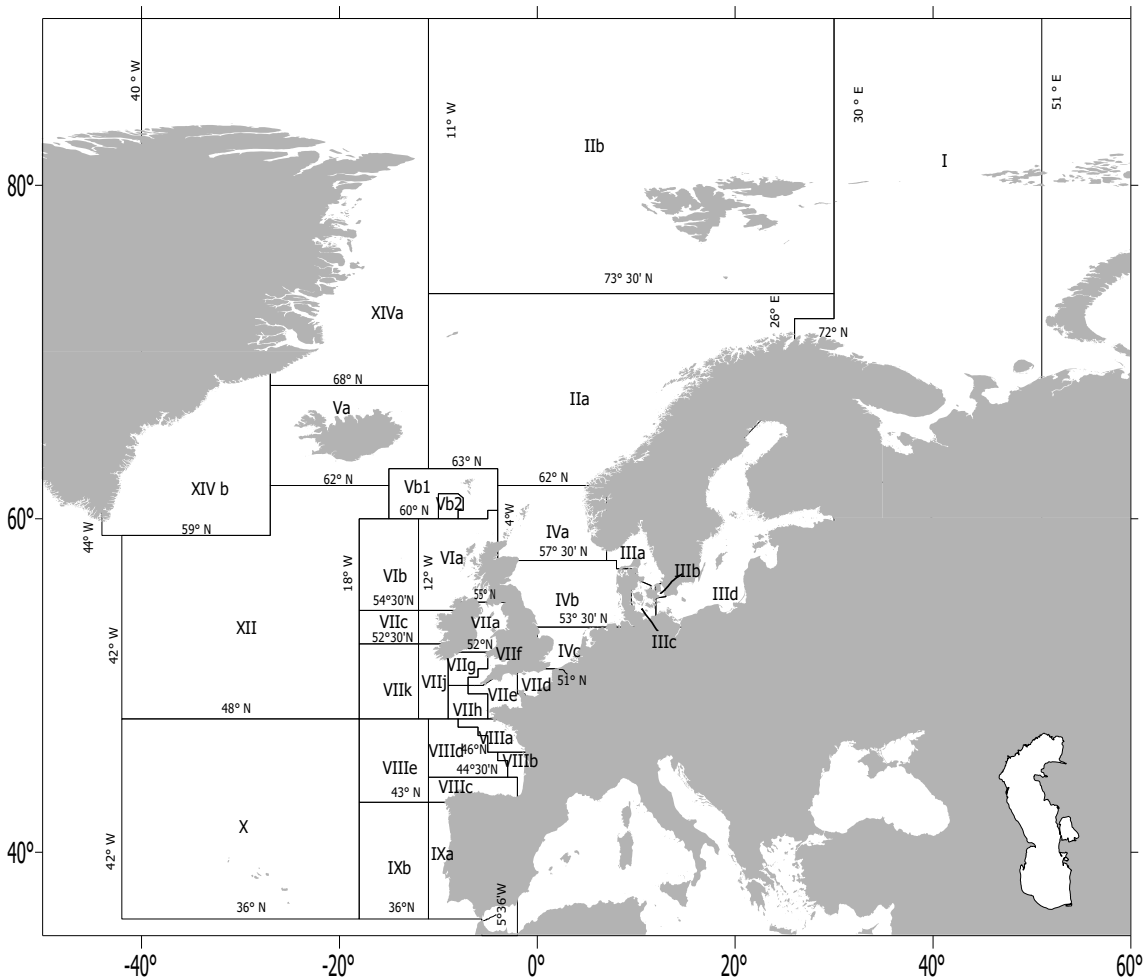 40 ° W
11° W
30 ° E
51 ° E
IIb
I
80º
73° 30' N
26° E
XIVa
72° N
68° N
Va
IIa
63° N
62° N
62° N
XIV b
Vb1
Vb2
60º
60° N
4°W
44° W
59° N
IVa
57° 30' N
IIIa
VIa
18° W
12° W
VIb
IIIb
54°30'N
55° N
IVb
IIId
XII
VIIc
VIIa
53° 30' N
42° W
52°30'N
52°N
VIIf
IVc
IIIc
VIIg
VIIk
VIIj
VIIe
VIId
51° N
48° N
VIIh
VIIIa
VIIId
46°N
VIIIb
VIIIe
44°30'N
VIIIc
43° N
X
42° W
40º
IXa
IXb
36° N
36°N
5°36'W
-40° -20° 0° 20° 40° 60°